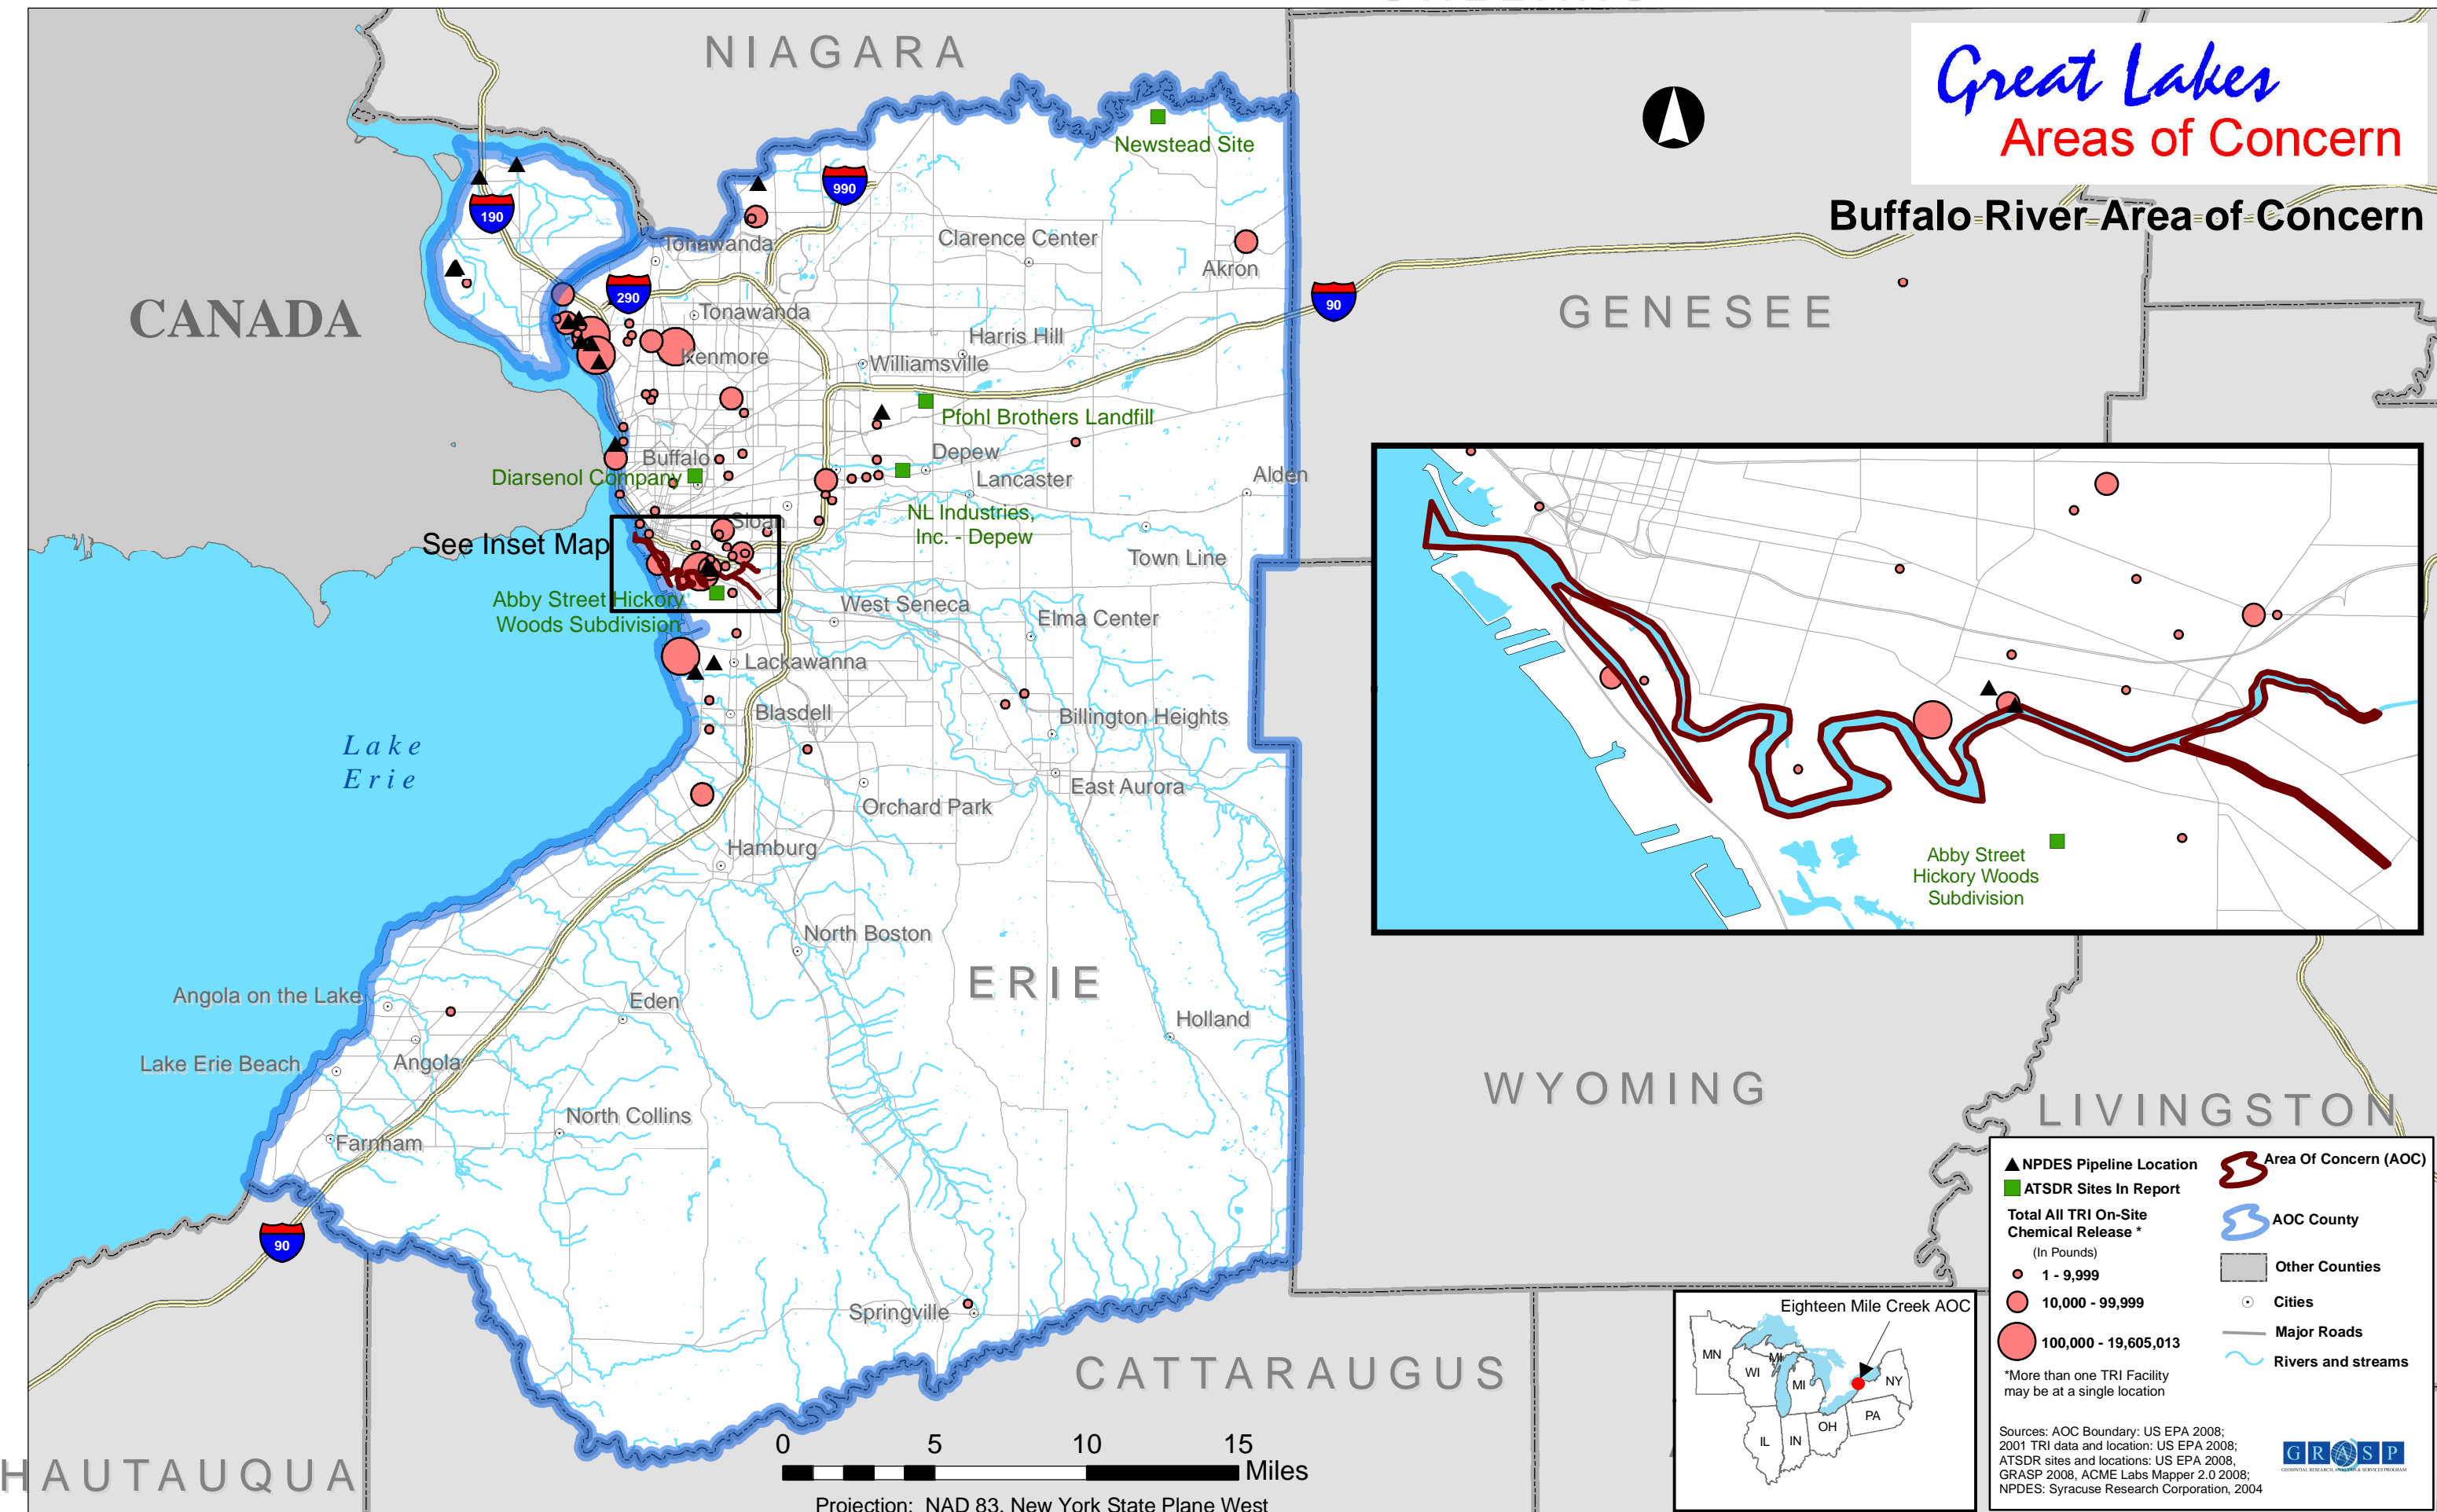 NIAGARA
Great Lakes
Areas of Concern
Buffalo River Area of Concern
CANADA
GENESEE
190
990
290
90
Newstead Site
Tonawanda
Clarence Center
Akron
Tonawanda
Harris Hill
Kenmore
Williamsville
Pfohl Brothers Landfill
Buffalo
Depew
Diarsenol Company
Lancaster
Alden
NL Industries,
Inc. - Depew
Sloan
See Inset Map
Town Line
Abby Street Hickory
Woods Subdivision
West Seneca
Elma Center
Lackawanna
Blasdell
Billington Heights
Lake
Erie
East Aurora
Orchard Park
Hamburg
North Boston
ERIE
Angola on the Lake
Eden
Holland
Lake Erie Beach
Angola
North Collins
Farnham
90
Springville
Abby Street
Hickory Woods
Subdivision
WYOMING
LIVINGSTON
CATTARAUGUS
HAUTAUQUA
0 5 10 15
Miles
Projection: NAD 83, New York State Plane West
Eighteen Mile Creek AOC
MN
WI
MI
MI
NY
PA
OH
IL
IN
NPDES Pipeline Location
ATSDR Sites In Report
Total All TRI On-Site
Chemical Release *
(In Pounds)
1 - 9,999
10,000 - 99,999
100,000 - 19,605,013
*More than one TRI Facility
may be at a single location
Area Of Concern (AOC)
AOC County
Other Counties
Cities
Major Roads
Rivers and streams
Sources: AOC Boundary: US EPA 2008;
2001 TRI data and location: US EPA 2008;
ATSDR sites and locations: US EPA 2008,
GRASP 2008, ACME Labs Mapper 2.0 2008;
NPDES: Syracuse Research Corporation, 2004
GRASP
GEOSPATIAL RESEARCH, ANALYSIS & SERVICES PROGRAM